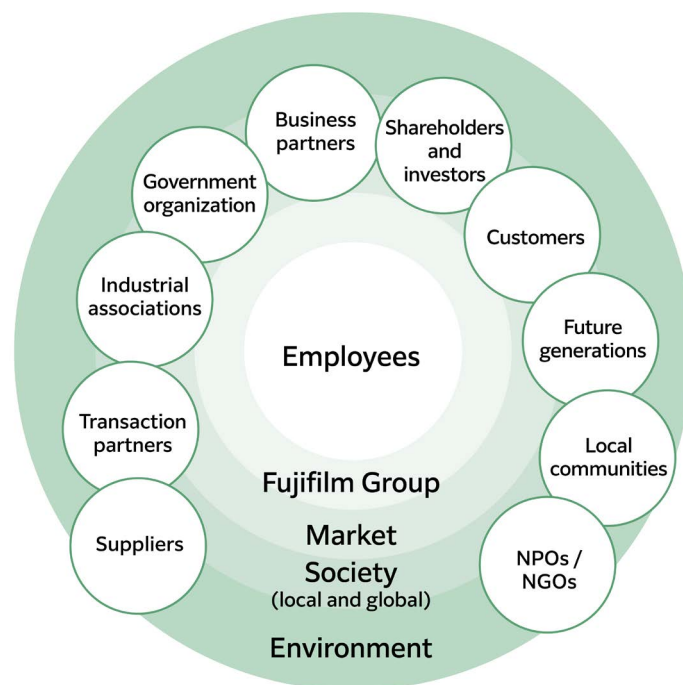 Business
partners
Shareholders
and
investors
Government
organization
Customers
Industrial
associations
Future
generations
Employees
Transaction
partners
Local
communities
Fujifilm Group
Market
Suppliers
NPOs /
NGOs
Society
(local and global)
Environment